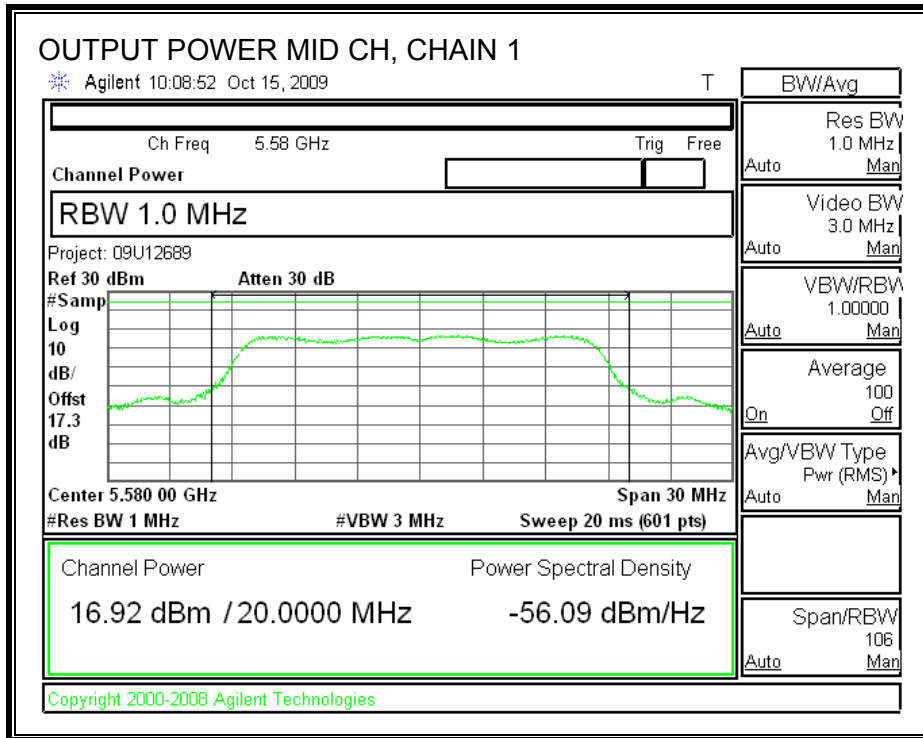 OUTPUT POWER MID CH, CHAIN 1
Agilent 10:08:52 Oct 15, 2009 T
BW/Avg
Ch Freq 5.58 GHz Trig Free
Channel Power
RBW 1.0 MHz
Project: 09U12689
Ref 30 dBm Atten 30 dB
#Samp
Log
10
dB/
Offst
17.3
dB
Center 5.580 00 GHz Span 30 MHz
#Res BW 1 MHz #VBW 3 MHz Sweep 20 ms (601 pts)
Channel Power Power Spectral Density
16.92 dBm / 20.0000 MHz -56.09 dBm/Hz
Copyright 2000-2008 Agilent Technologies
Res BW
1.0 MHz
Auto Man
Video BW
3.0 MHz
Auto Man
VBW/RBW
1.00000
Auto Man
Average
100
On Off
Avg/VBW Type
Pwr (RMS)
Auto Man
Span/RBW
106
Auto Man